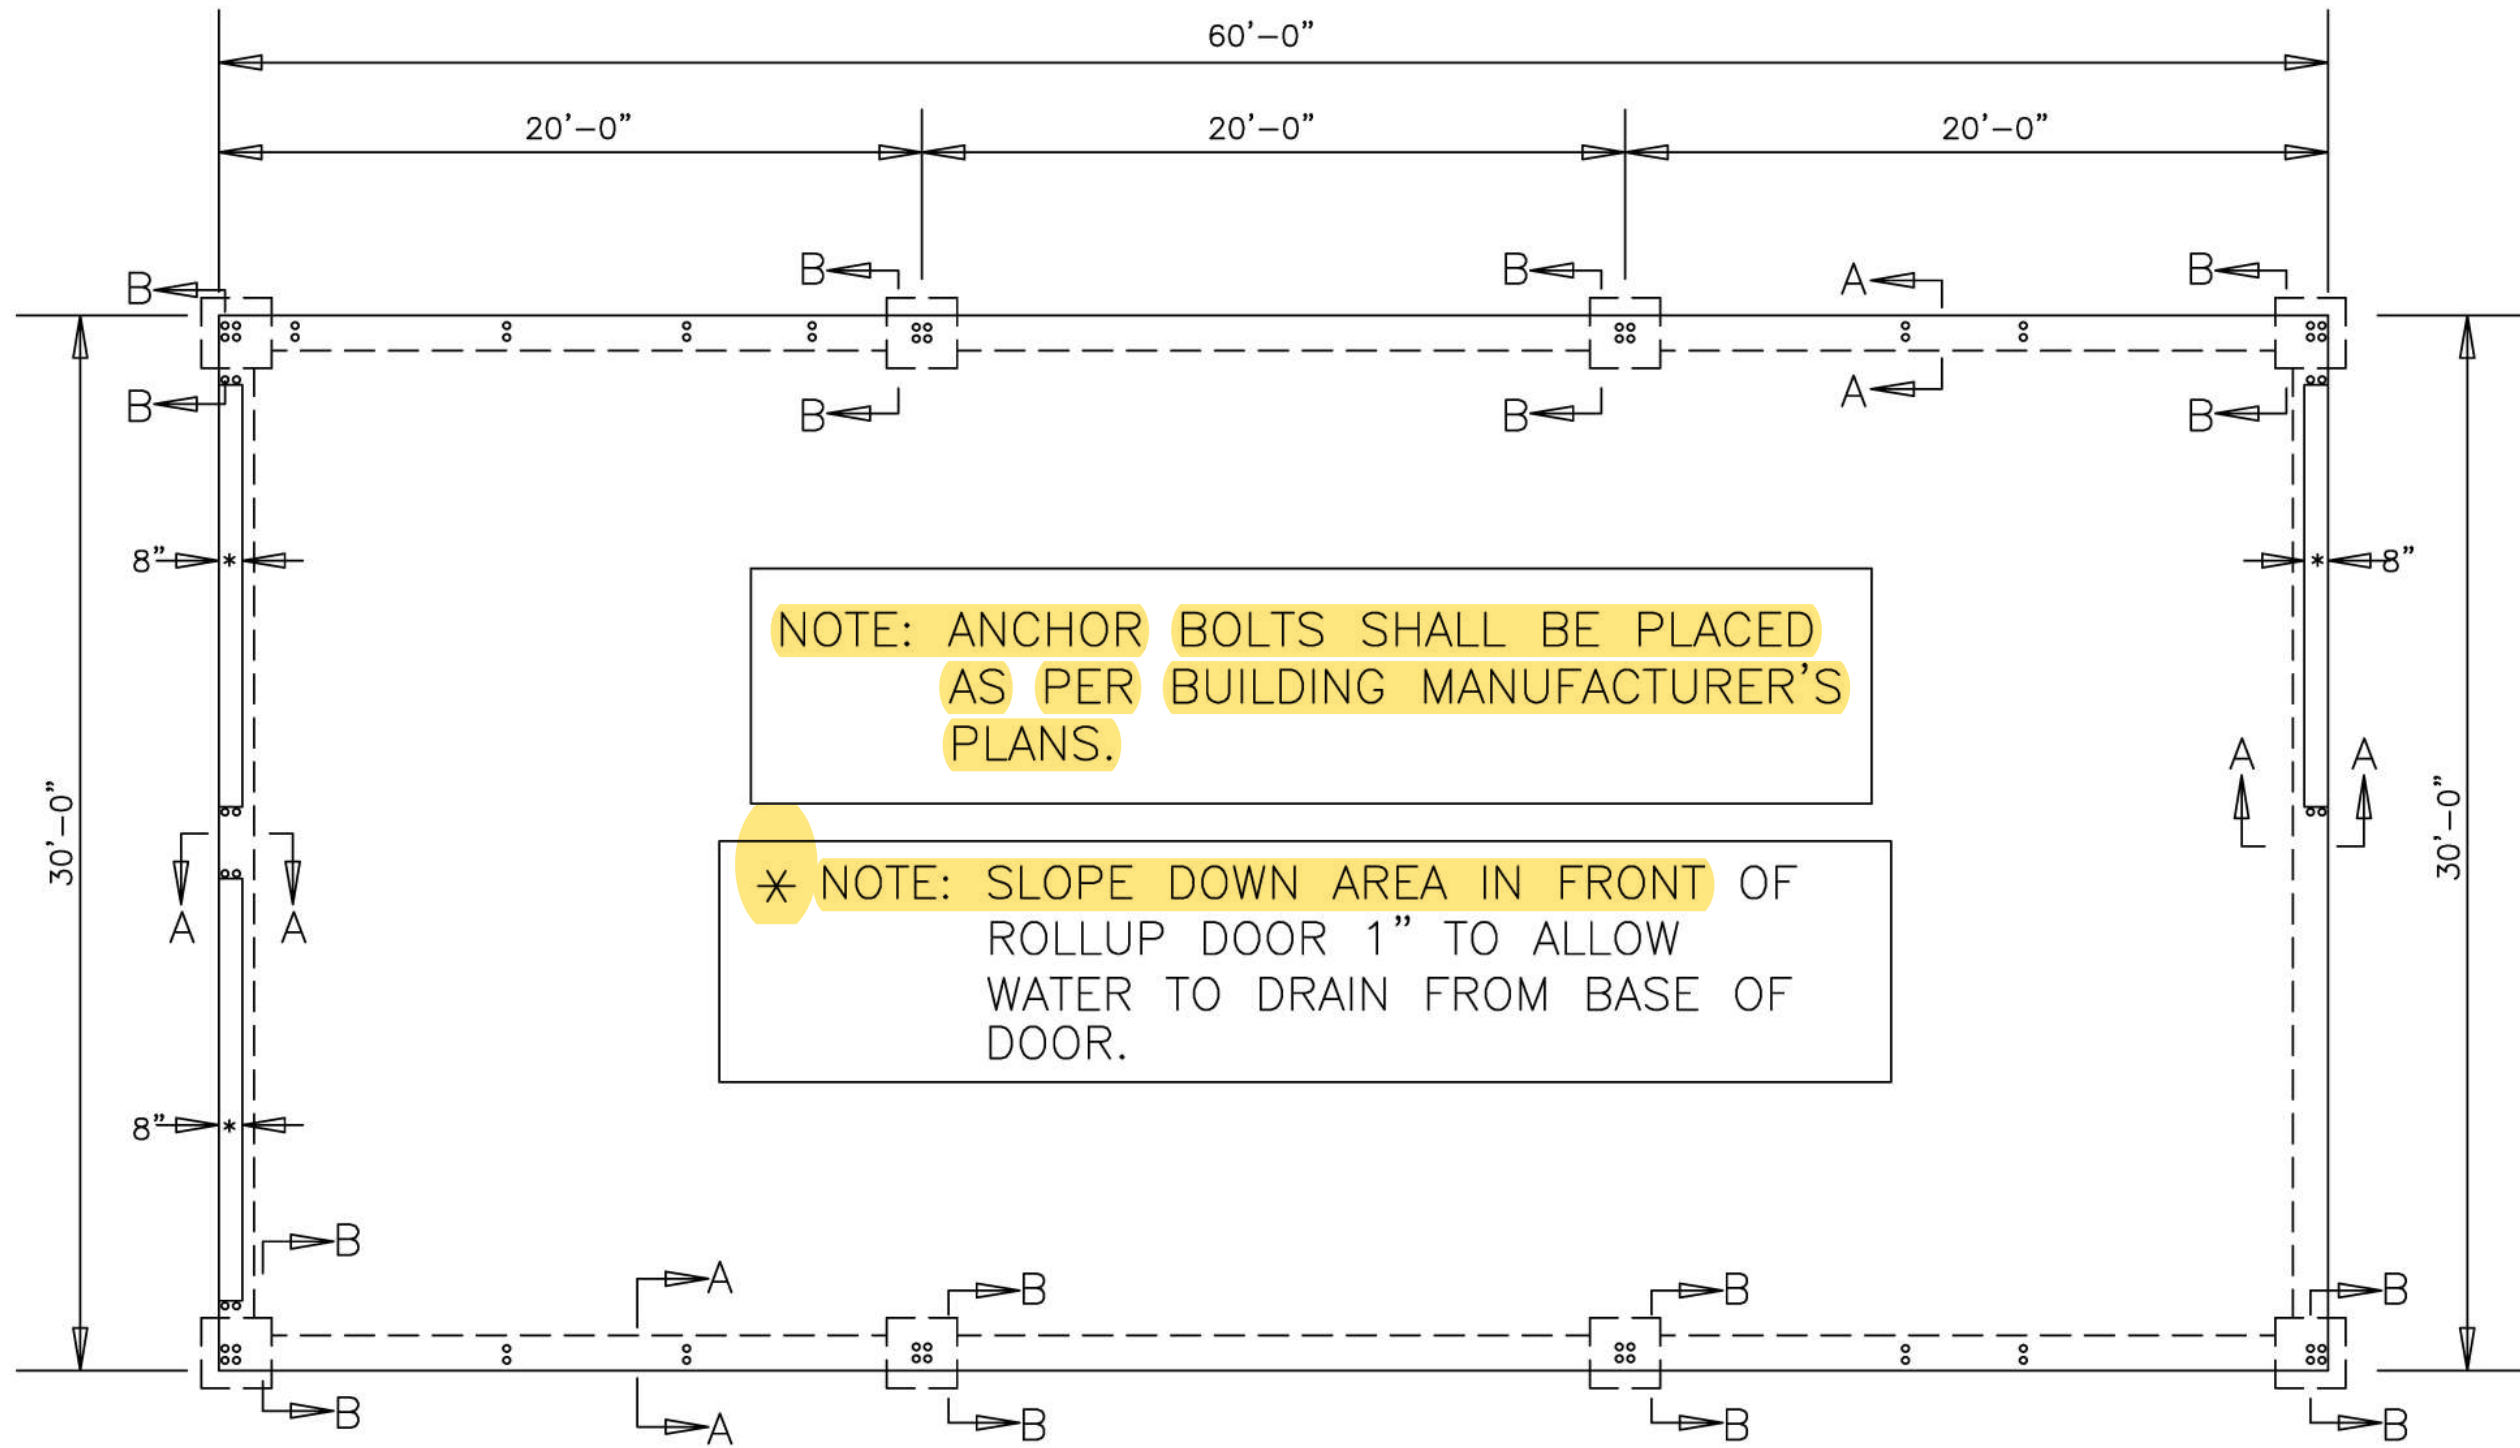 60'-0"
20'-0" 20'-0" 20'-0"
B B B A B
B B B A B
8" * * 8"
NOTE: ANCHOR BOLTS SHALL BE PLACED
AS PER BUILDING MANUFACTURER'S
PLANS.
A A
30'-0" 30'-0"
* NOTE: SLOPE DOWN AREA IN FRONT OF
A A
ROLLUP DOOR 1" TO ALLOW
WATER TO DRAIN FROM BASE OF
DOOR.
8" *
B A B B B
B A B B B